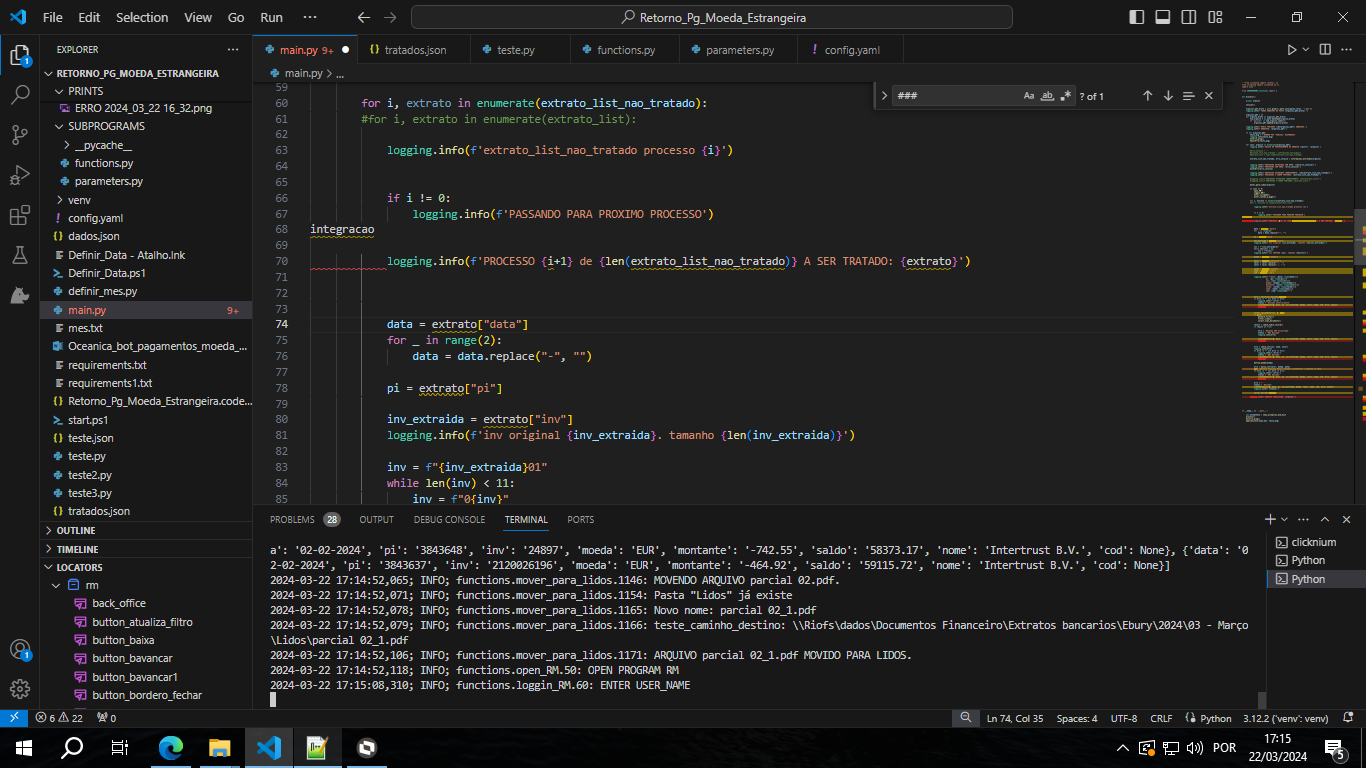 File Edit Selection View Go Run ··· Retorno_Pg_Moeda_Estrangeira
EXPLORER ···
RETORNO_PG_MOEDA_ESTRANGEIRA
PRINTS
ERRO 2024_03_22 16_32.png
SUBPROGRAMS
__pycache__
functions.py
parameters.py
venv
config.yaml
dados.json
Definir_Data - Atalho.lnk
Definir_Data.ps1
definir_mes.py
main.py 9+
mes.txt
Oceanica_bot_pagamentos_moeda_...
requirements.txt
requirements1.txt
Retorno_Pg_Moeda_Estrangeira.code...
start.ps1
teste.json
teste.py
teste2.py
teste3.py
tratados.json
OUTLINE
TIMELINE
LOCATORS
rm
back_office
button_atualiza_filtro
button_baixa
button_bavancar
button_bavancar1
button_bordero_fechar
main.py 9+ tratados.json teste.py functions.py parameters.py config.yaml
main.py > ...
### Aa ab ? of 1
59
60 for i, extrato in enumerate(extrato_list_nao_tratado):
61 #for i, extrato in enumerate(extrato_list):
62
63 logging.info(f'extrato_list_nao_tratado processo {i}')
64
65
66 if i != 0:
67 logging.info(f'PASSANDO PARA PROXIMO PROCESSO')
68 integracao
69
70 logging.info(f'PROCESSO {i+1} de {len(extrato_list_nao_tratado)} A SER TRATADO: {extrato}')
71
72
73
74 data = extrato["data"]
75 for _ in range(2):
76 data = data.replace("-", "")
77
78 pi = extrato["pi"]
79
80 inv_extraida = extrato["inv"]
81 logging.info(f'inv original {inv_extraida}. tamanho {len(inv_extraida)}')
82
83 inv = f"{inv_extraida}01"
84 while len(inv) < 11:
85 inv = f"0{inv}"
PROBLEMS 28 OUTPUT DEBUG CONSOLE TERMINAL PORTS
a': '02-02-2024', 'pi': '3843648', 'inv': '24897', 'moeda': 'EUR', 'montante': '-742.55', 'saldo': '58373.17', 'nome': 'Intertrust B.V.', 'cod': None}, {'data': '0
2-02-2024', 'pi': '3843637', 'inv': '2120026196', 'moeda': 'EUR', 'montante': '-464.92', 'saldo': '59115.72', 'nome': 'Intertrust B.V.', 'cod': None}]
2024-03-22 17:14:52,065; INFO; functions.mover_para_lidos.1146: MOVENDO ARQUIVO parcial 02.pdf.
2024-03-22 17:14:52,071; INFO; functions.mover_para_lidos.1154: Pasta "Lidos" já existe
2024-03-22 17:14:52,078; INFO; functions.mover_para_lidos.1165: Novo nome: parcial 02_1.pdf
2024-03-22 17:14:52,079; INFO; functions.mover_para_lidos.1166: teste_caminho_destino: \\Riofs\dados\Documentos Financeiro\Extratos bancarios\Ebury\2024\03 - Março
\Lidos\parcial 02_1.pdf
2024-03-22 17:14:52,106; INFO; functions.mover_para_lidos.1171: ARQUIVO parcial 02_1.pdf MOVIDO PARA LIDOS.
2024-03-22 17:14:52,118; INFO; functions.open_RM.50: OPEN PROGRAM RM
2024-03-22 17:15:08,310; INFO; functions.loggin_RM.60: ENTER USER_NAME
clicknium
Python
Python
6 22 0 Ln 74, Col 35 Spaces: 4 UTF-8 CRLF Python 3.12.2 ('venv': venv)
POR
17:15
22/03/2024
5